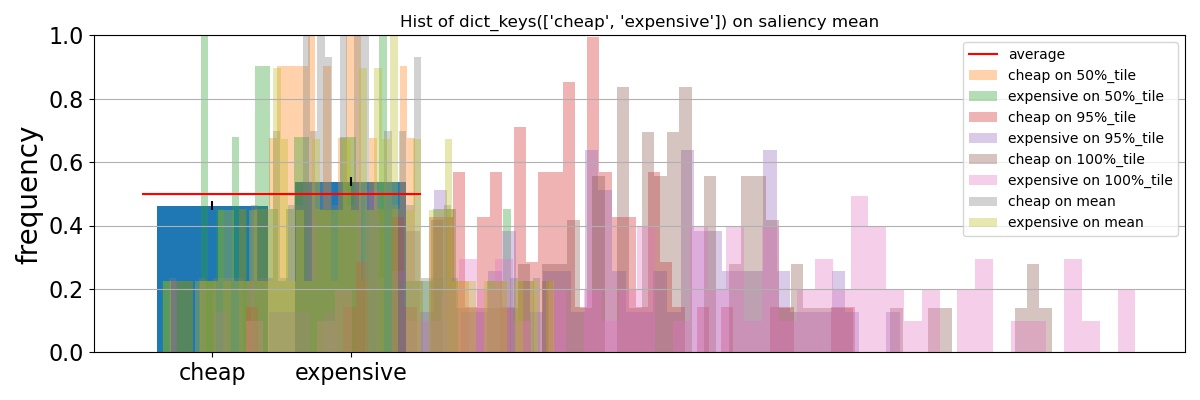 Hist of dict_keys(['cheap', 'expensive']) on saliency mean
frequency
1.0
0.8
0.6
0.4
0.2
0.0
cheap
expensive
average
cheap on 50%_tile
expensive on 50%_tile
cheap on 95%_tile
expensive on 95%_tile
cheap on 100%_tile
expensive on 100%_tile
cheap on mean
expensive on mean